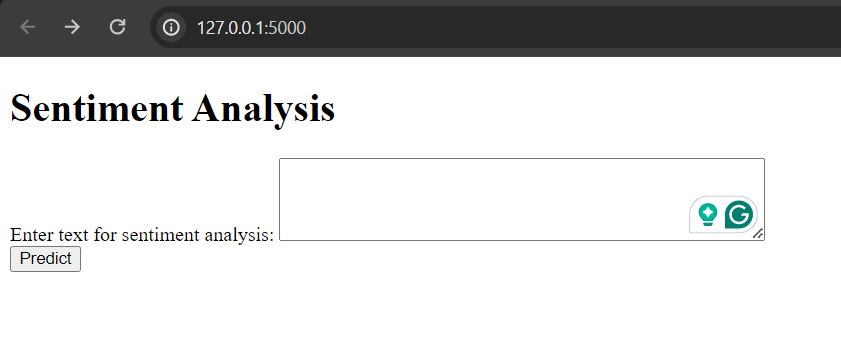 127.0.0.1:5000
Sentiment Analysis
Enter text for sentiment analysis:
Predict